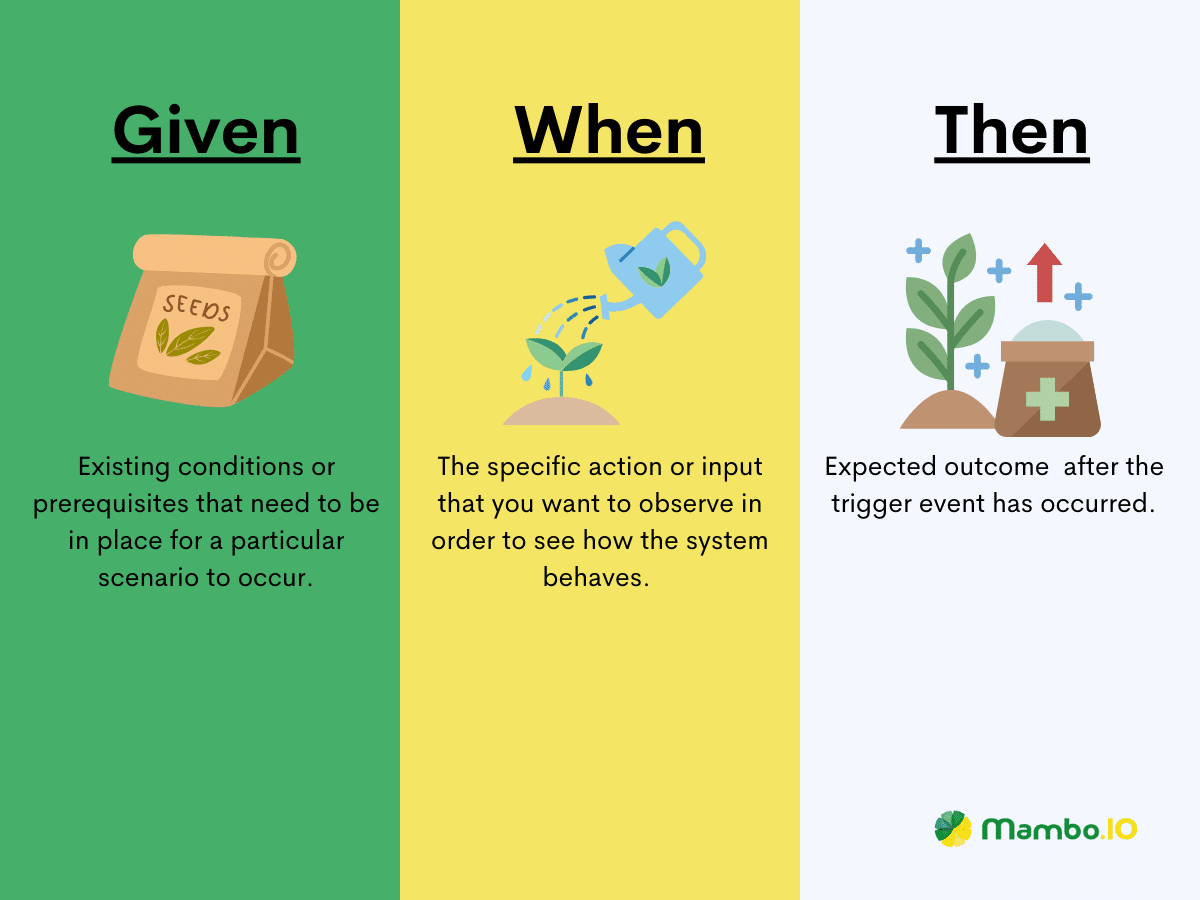 Given
SEEDS
Existing conditions or
prerequisites that need to be
in place for a particular
scenario to occur.
When
The specific action or input
that you want to observe in
order to see how the system
behaves.
Then
Expected outcome  after the
trigger event has occurred.
Mambo.IO